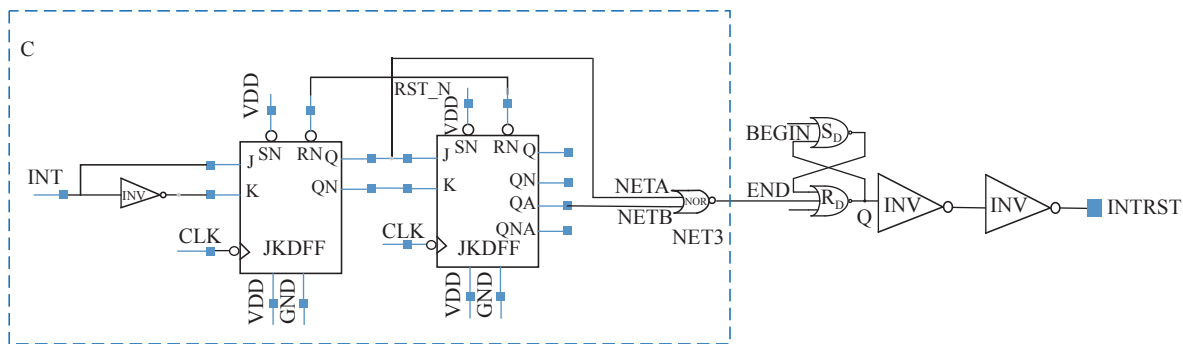 C
VDD
RST_N
VDD
SN
RN
Q
J
K
QN
INT
INV
CLK
JKDFF
VDD
GND
SN
RN
Q
J
K
QN
QA
QNA
CLK
JKDFF
VDD
GND
NETA
NETB
NOR
NET3
BEGIN
S_D
END
R_D
Q
INV
INV
INTRST